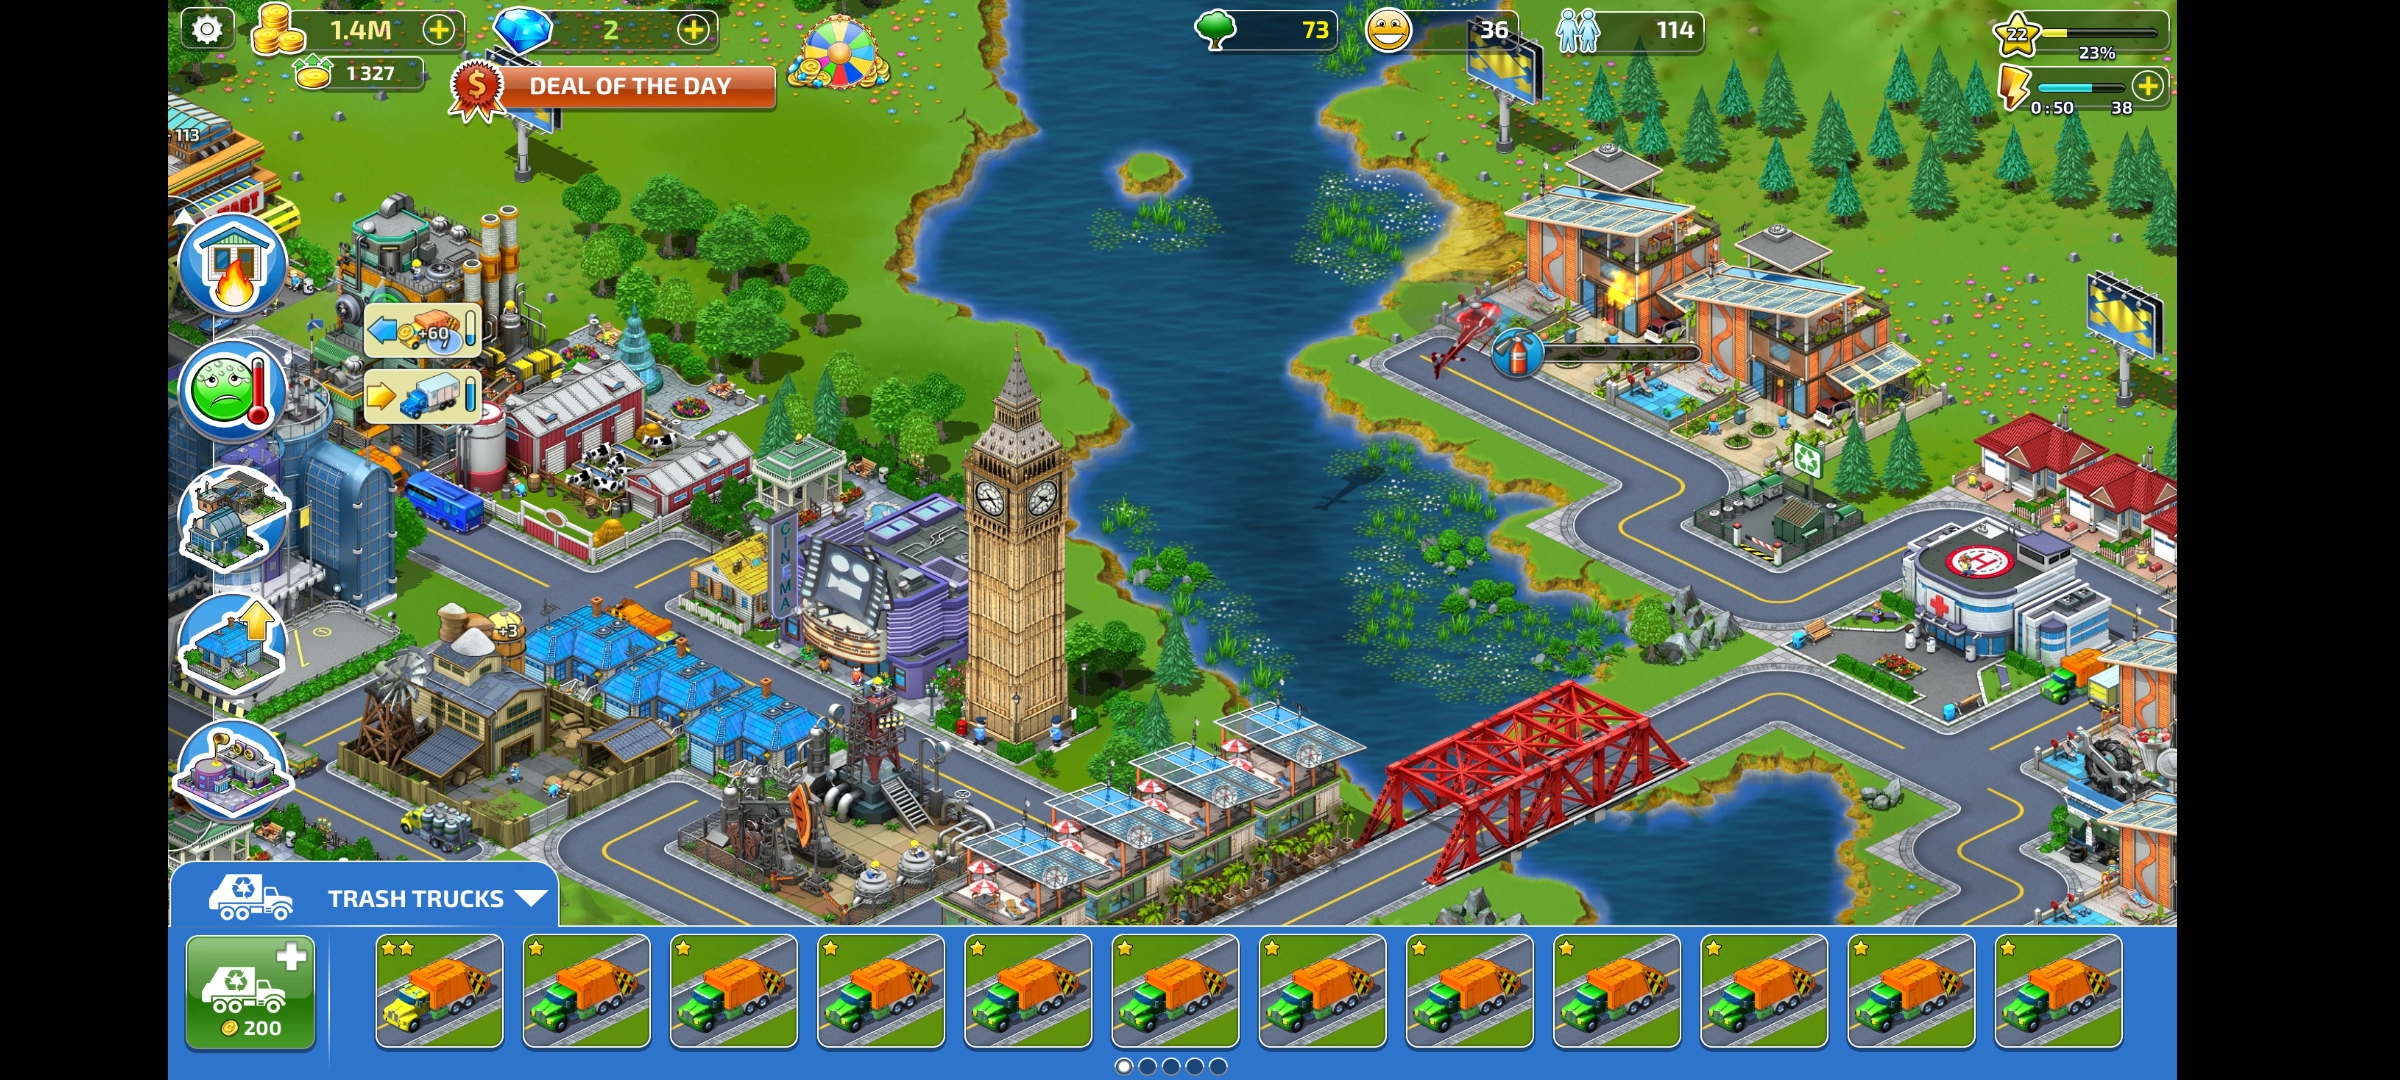 1.4M
2
73
36
114
22
23%
1 327
DEAL OF THE DAY
0:50
38
113
+60
7
CINEMA
+3
H
TRASH TRUCKS
200